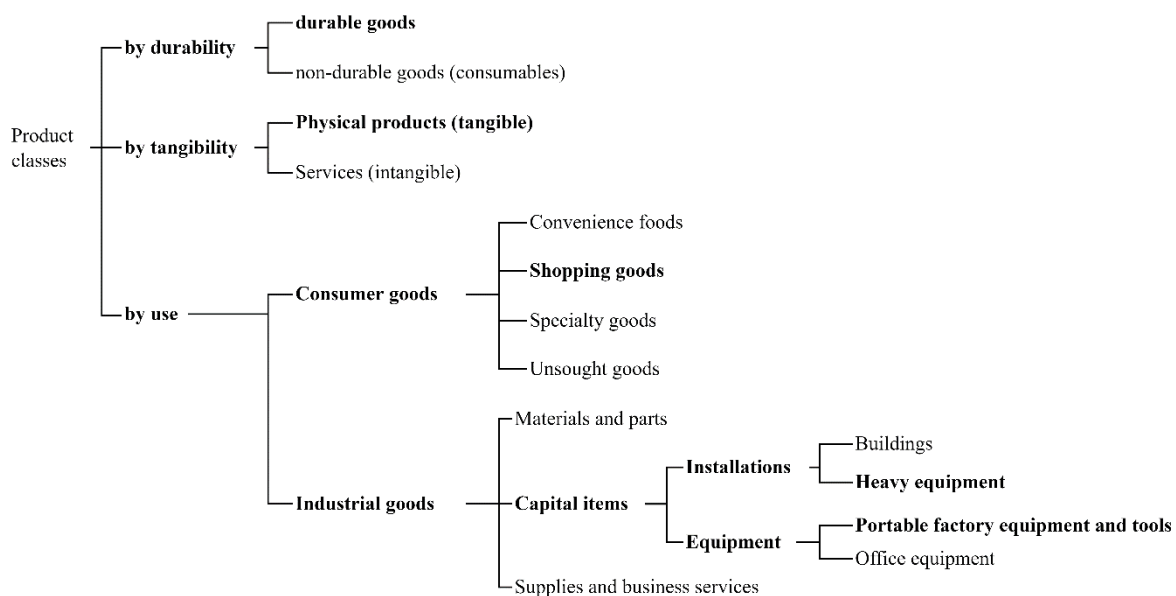 durable goods
by durability
non-durable goods (consumables)
Physical products (tangible)
Product
classes
by tangibility
Services (intangible)
Convenience foods
Shopping goods
Consumer goods
by use
Specialty goods
Unsought goods
Materials and parts
Buildings
Installations
Heavy equipment
Industrial goods
Capital items
Portable factory equipment and tools
Equipment
Office equipment
Supplies and business services